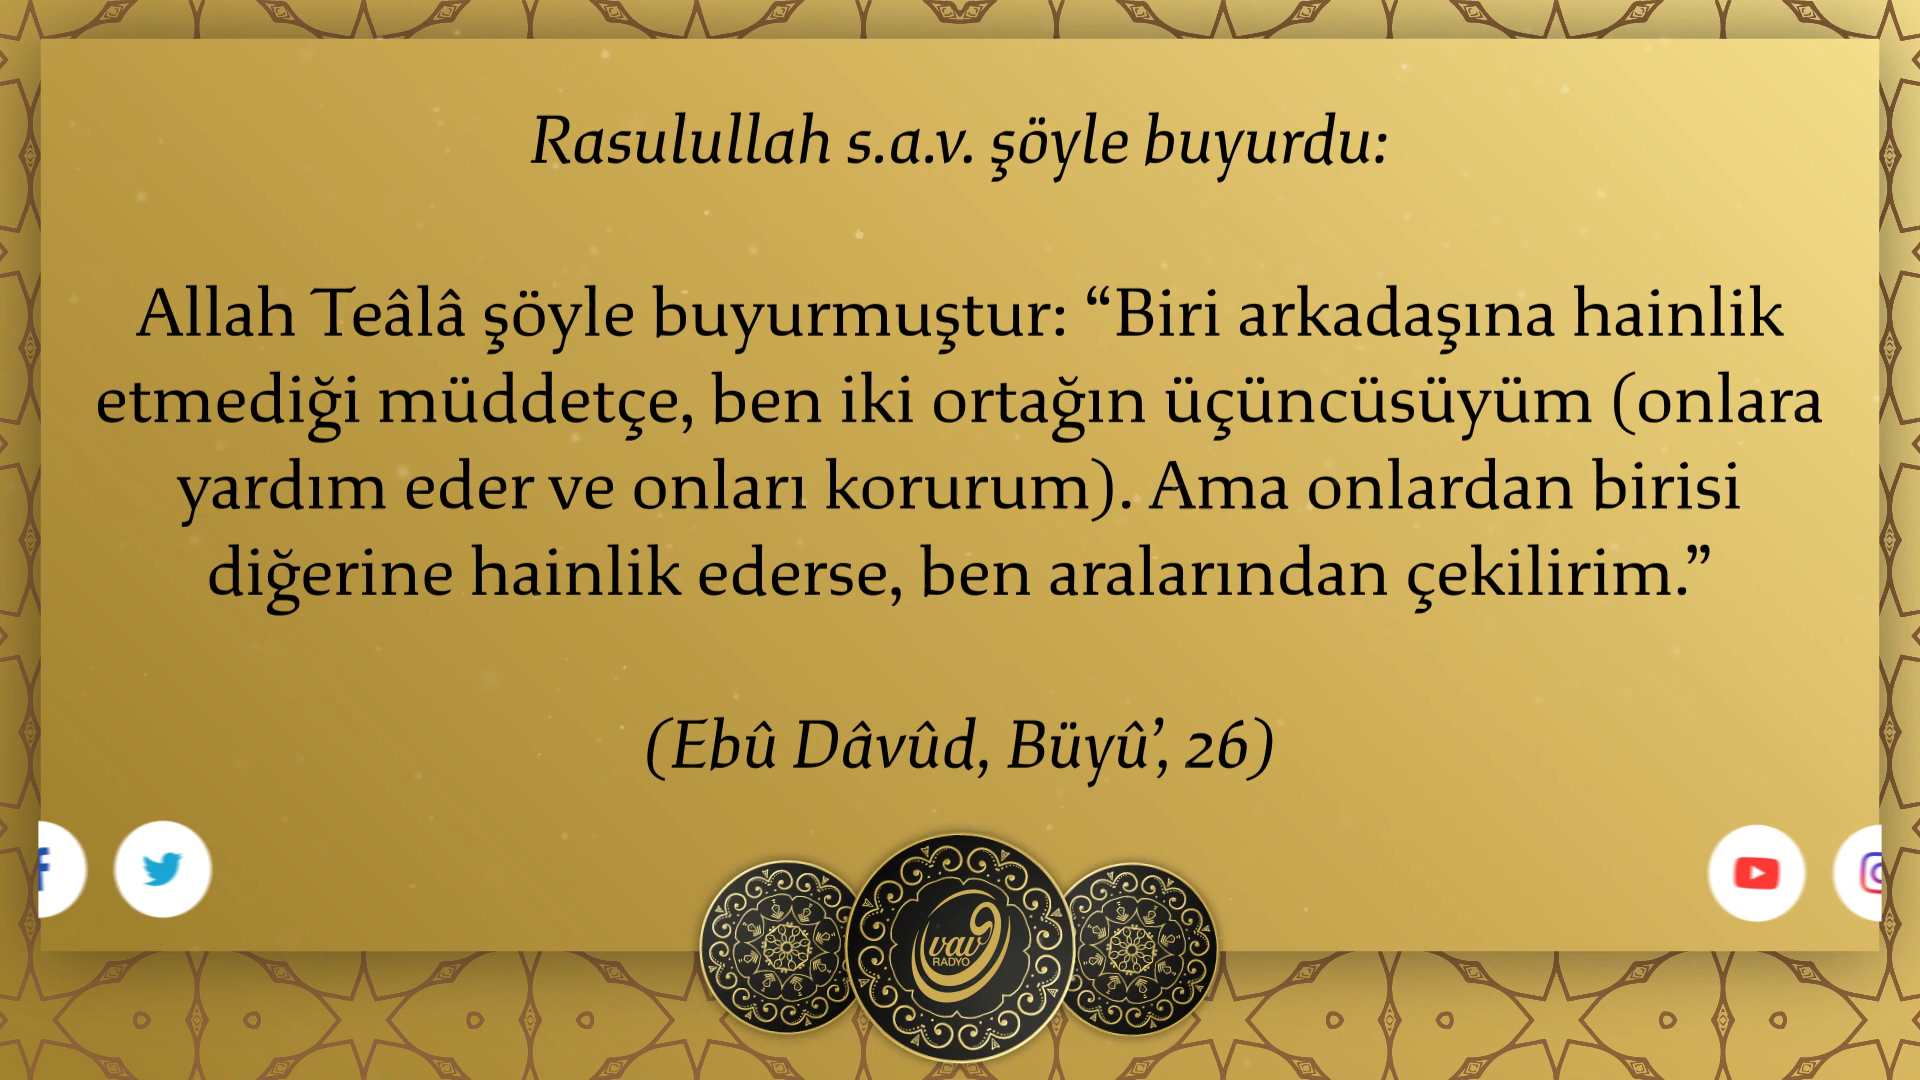 Rasulullah s.a.v. şöyle buyurdu:
Allah Teâlâ şöyle buyurmuştur: “Biri arkadaşına hainlik
etmediği müddetçe, ben iki ortağın üçüncüsüyüm (onlara
yardım eder ve onları korurum). Ama onlardan birisi
diğerine hainlik ederse, ben aralarından çekilirim.”
(Ebû Dâvûd, Büyû’, 26)
vav
RADYO